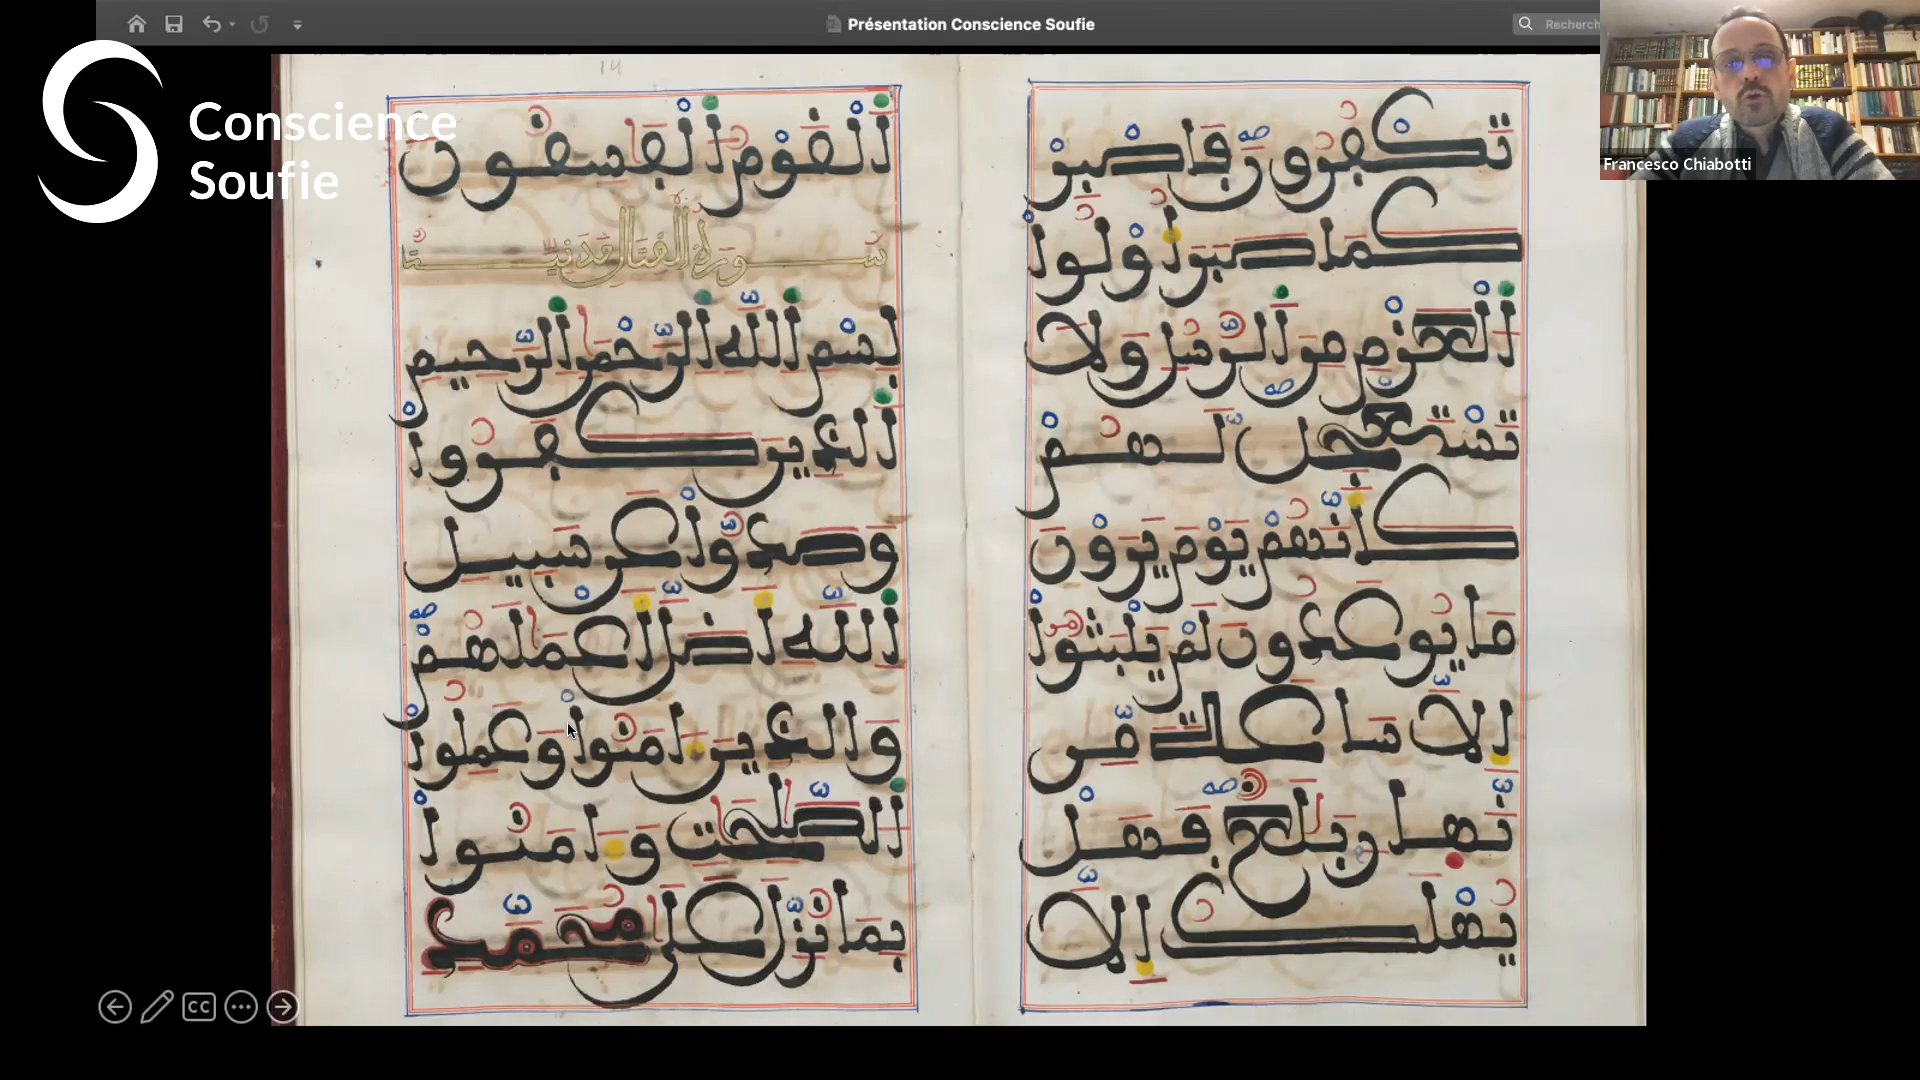 Présentation Conscience Soufie
Recherch
Conscience
Soufie
Francesco Chiabotti
14
تكفرون فاصبر
كما صبر اولوا
العزم من الرسل ولا
تستعجل لهم
كانهم يوم يرون
ما يوعدون لم يلبثوا
الا ساعة من
نهار بلغ فهل
يهلك الا
القوم الفسقون
سورة القتال مدنية
بسم الله الرحمن الرحيم
الذين كفروا
وصدوا عن سبيل
الله اضل اعملهم
والذين امنوا وعملوا
الصلحت وامنوا
بما نزل على محمد
CC